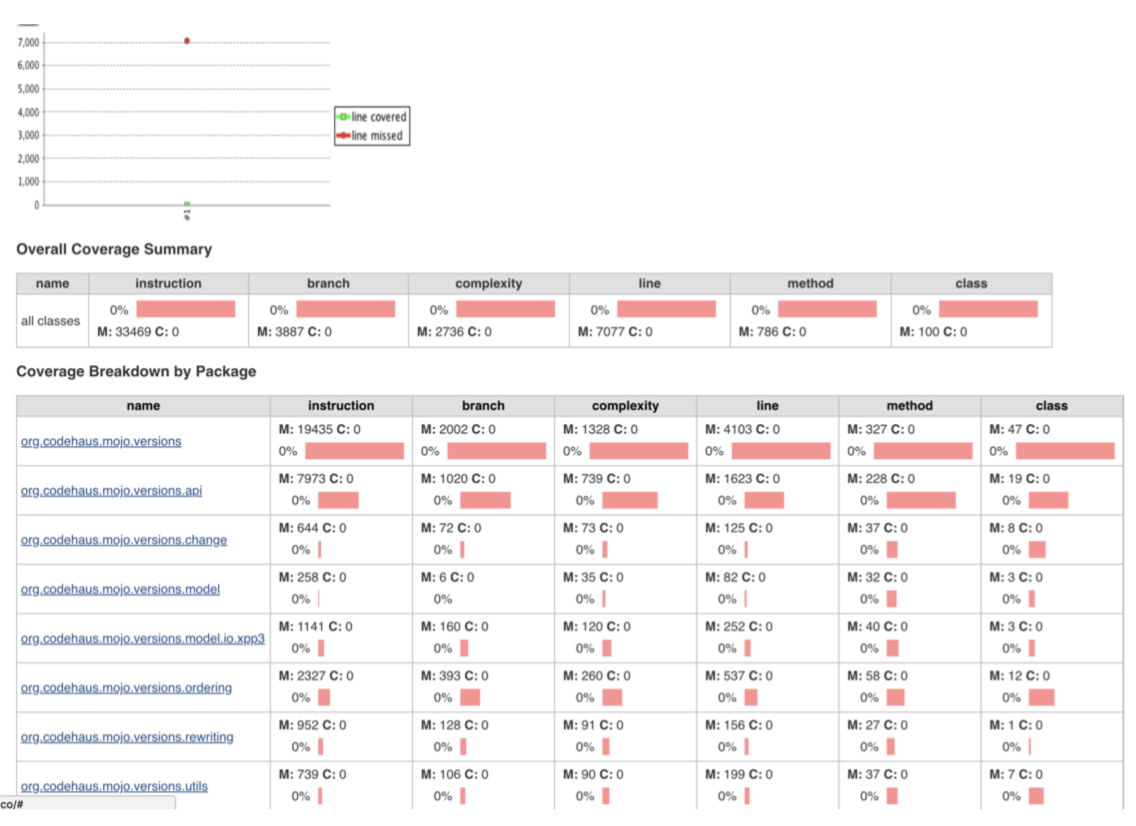 7,000
6,000
5,000
4,000
3,000
2,000
1,000
0
#1
line covered
line missed
Overall Coverage Summary
name instruction branch complexity line method class
all classes
0% 0% 0% 0% 0% 0%
M: 33469 C: 0 M: 3887 C: 0 M: 2736 C: 0 M: 7077 C: 0 M: 786 C: 0 M: 100 C: 0
Coverage Breakdown by Package
name instruction branch complexity line method class
org.codehaus.mojo.versions
M: 19435 C: 0 M: 2002 C: 0 M: 1328 C: 0 M: 4103 C: 0 M: 327 C: 0 M: 47 C: 0
0% 0% 0% 0% 0% 0%
org.codehaus.mojo.versions.api
M: 7973 C: 0 M: 1020 C: 0 M: 739 C: 0 M: 1623 C: 0 M: 228 C: 0 M: 19 C: 0
0% 0% 0% 0% 0% 0%
org.codehaus.mojo.versions.change
M: 644 C: 0 M: 72 C: 0 M: 73 C: 0 M: 125 C: 0 M: 37 C: 0 M: 8 C: 0
0% 0% 0% 0% 0% 0%
org.codehaus.mojo.versions.model
M: 258 C: 0 M: 6 C: 0 M: 35 C: 0 M: 82 C: 0 M: 32 C: 0 M: 3 C: 0
0% 0% 0% 0% 0% 0%
org.codehaus.mojo.versions.model.io.xpp3
M: 1141 C: 0 M: 160 C: 0 M: 120 C: 0 M: 252 C: 0 M: 40 C: 0 M: 3 C: 0
0% 0% 0% 0% 0% 0%
org.codehaus.mojo.versions.ordering
M: 2327 C: 0 M: 393 C: 0 M: 260 C: 0 M: 537 C: 0 M: 58 C: 0 M: 12 C: 0
0% 0% 0% 0% 0% 0%
org.codehaus.mojo.versions.rewriting
M: 952 C: 0 M: 128 C: 0 M: 91 C: 0 M: 156 C: 0 M: 27 C: 0 M: 1 C: 0
0% 0% 0% 0% 0% 0%
org.codehaus.mojo.versions.utils
M: 739 C: 0 M: 106 C: 0 M: 90 C: 0 M: 199 C: 0 M: 37 C: 0 M: 7 C: 0
0% 0% 0% 0% 0% 0%
co/#